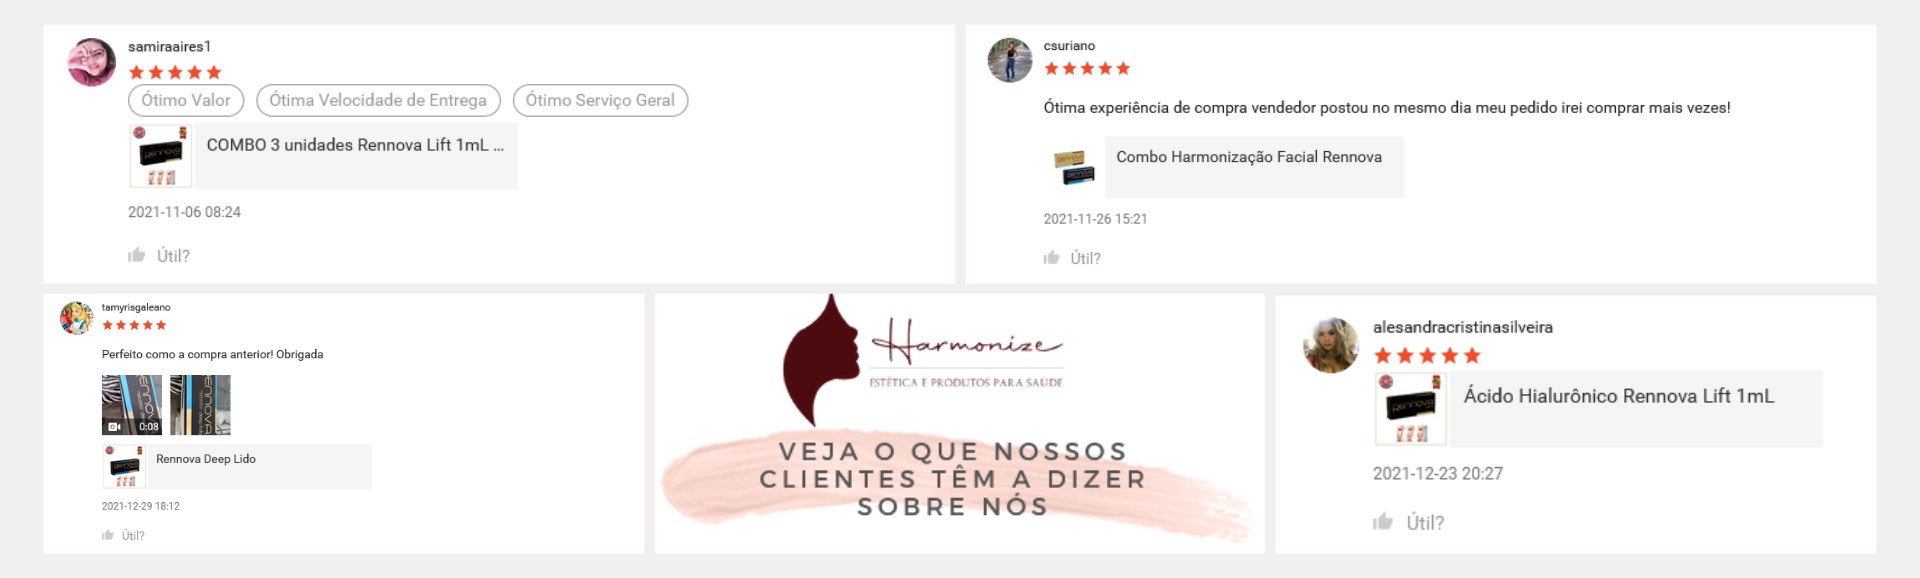 samiraaires1
Ótimo Valor
Ótima Velocidade de Entrega
Ótimo Serviço Geral
COMBO 3 unidades Rennova Lift 1mL ...
2021-11-06 08:24
Útil?
csuriano
Ótima experiência de compra vendedor postou no mesmo dia meu pedido irei comprar mais vezes!
Combo Harmonização Facial Rennova
2021-11-26 15:21
Útil?
tamyrisgaleano
Perfeito como a compra anterior! Obrigada
0:08
RENNOVA
Rennova Deep Lido
2021-12-29 18:12
Útil?
Harmonize
ESTÉTICA E PRODUTOS PARA SAÚDE
VEJA O QUE NOSSOS
CLIENTES TÊM A DIZER
SOBRE NÓS
alesandracristinasilveira
Ácido Hialurônico Rennova Lift 1mL
2021-12-23 20:27
Útil?